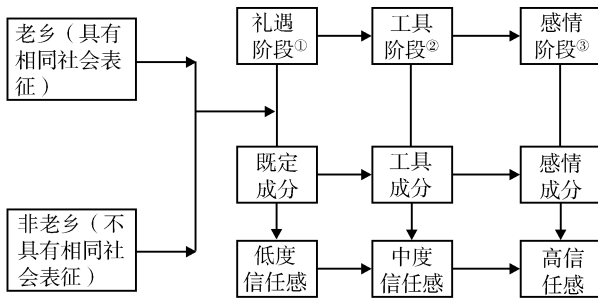 老乡（具有
相同社会表
征）
非老乡（不
具有相同社
会表征）
礼遇
阶段①
工具
阶段②
感情
阶段③
既定
成分
工具
成分
感情
成分
低度
信任感
中度
信任感
高信
任感